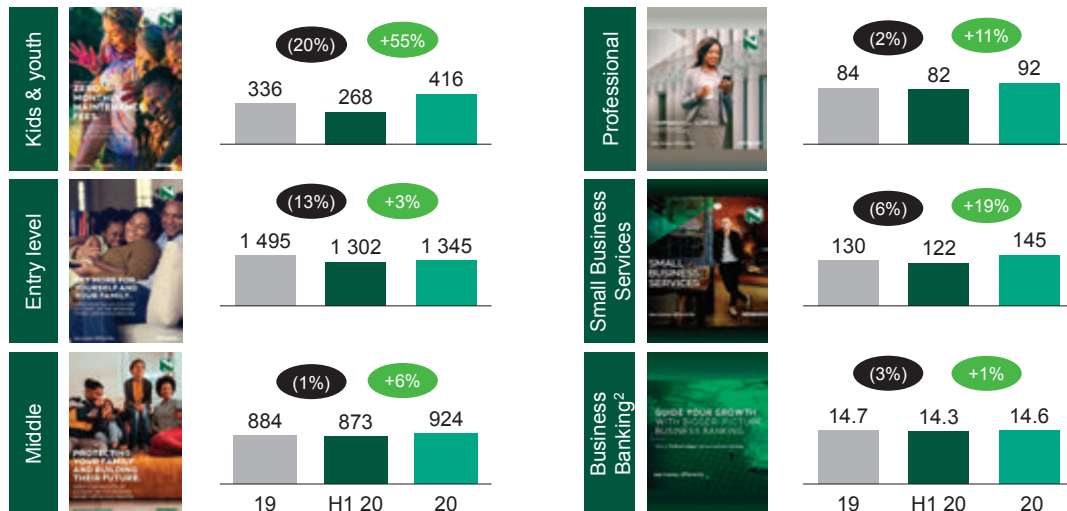 Kids & youth
ZERO
MONTHLY
MAINTENANCE
FEES.
(20%) +55%
336 268 416
Professional
(2%) +11%
84 82 92
Entry level
YOURSELF AND
YOUR FAMILY.
(13%) +3%
1 495 1 302 1 345
Small Business
Services
SMALL
BUSINESS
SERVICES
(6%) +19%
130 122 145
Middle
PROTECTING
YOUR FAMILY
AND BUILDING
THEIR FUTURE.
(1%) +6%
884 873 924
19 H1 20 20
Business
Banking²
GUIDE YOUR GROWTH
WITH BIGGER-PICTURE
BUSINESS BANKING.
(3%) +1%
14.7 14.3 14.6
19 H1 20 20